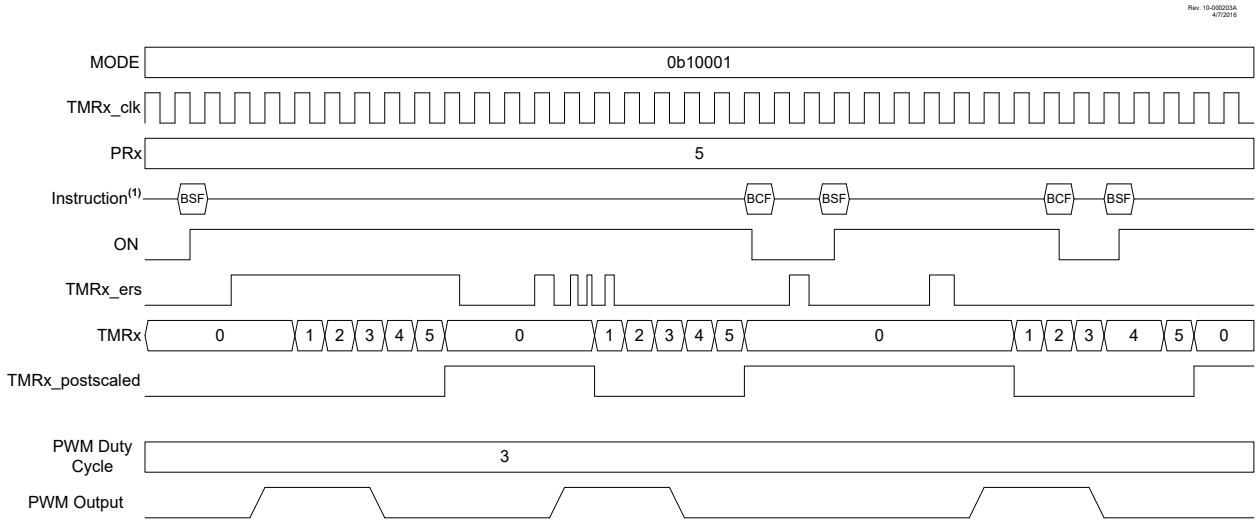 Rev. 10-000203A
4/7/2016
MODE 0b10001
TMRx_clk
PRx 5
Instruction(1) BSF BCF BSF BCF BSF
ON
TMRx_ers
TMRx 0 1 2 3 4 5 0 1 2 3 4 5 0 1 2 3 4 5 0
TMRx_postscaled
PWM Duty
Cycle 3
PWM Output